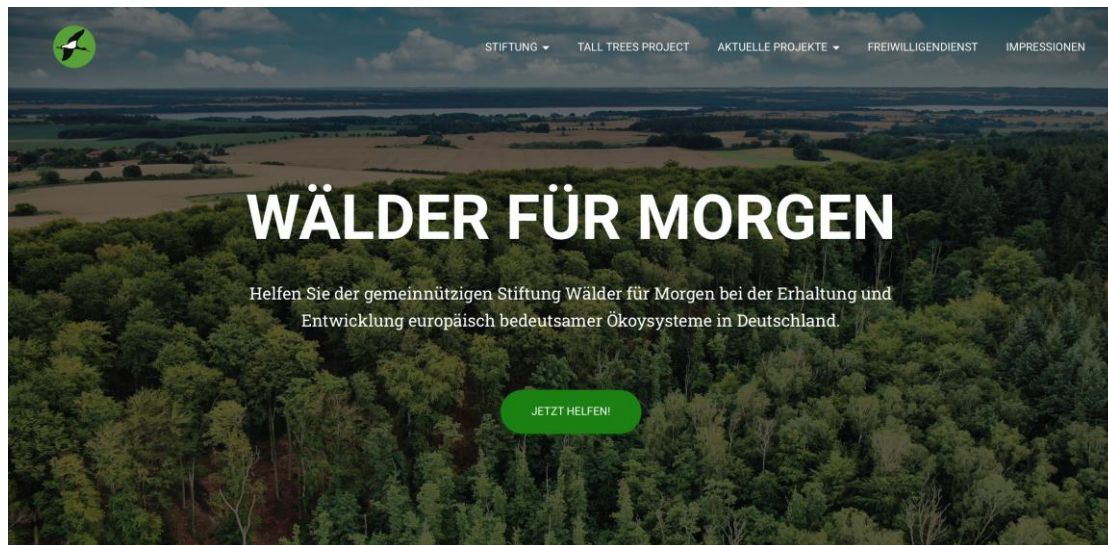 STIFTUNG
TALL TREES PROJECT
AKTUELLE PROJEKTE
FREIWILLIGENDIENST
IMPRESSIONEN
WÄLDER FÜR MORGEN
Helfen Sie der gemeinnützigen Stiftung Wälder für Morgen bei der Erhaltung und
Entwicklung europäisch bedeutsamer Ökoysysteme in Deutschland.
JETZT HELFEN!